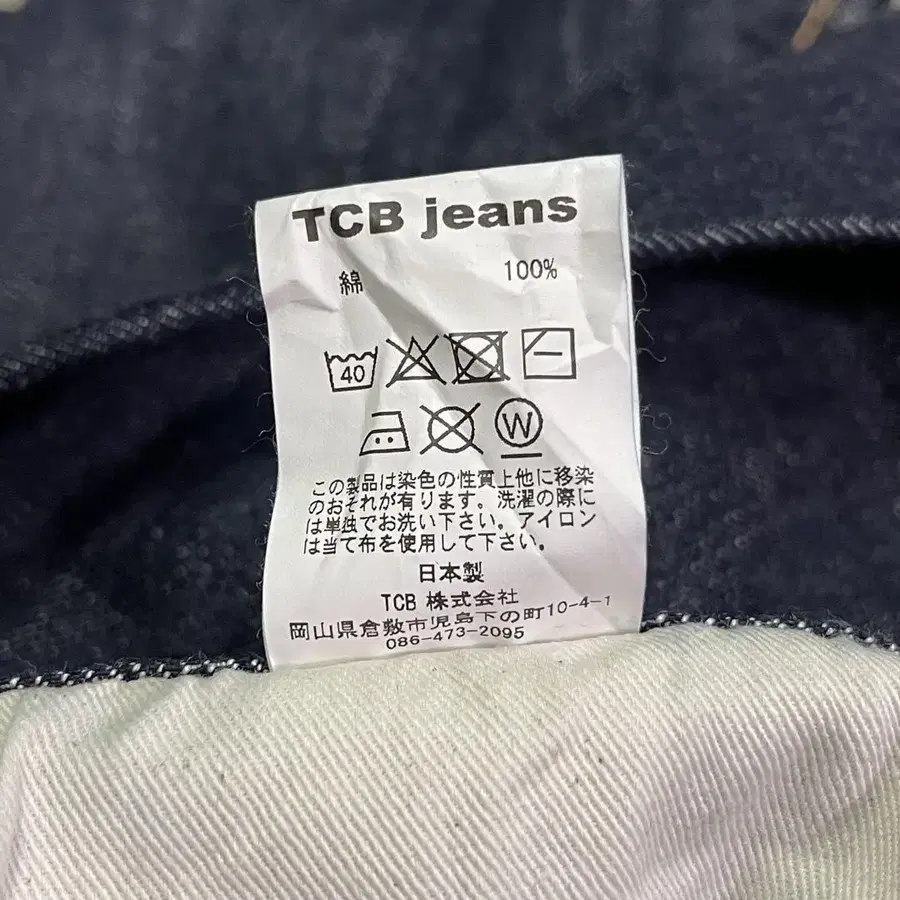 TCB jeans
綿 100%
40
W
この製品は染色の性質上他に移染
のおそれが有ります。洗濯の際に
は単独でお洗い下さい。アイロン
は当て布を使用して下さい。
日本製
TCB 株式会社
岡山県倉敷市児島下の町10-4-1
086-473-2095